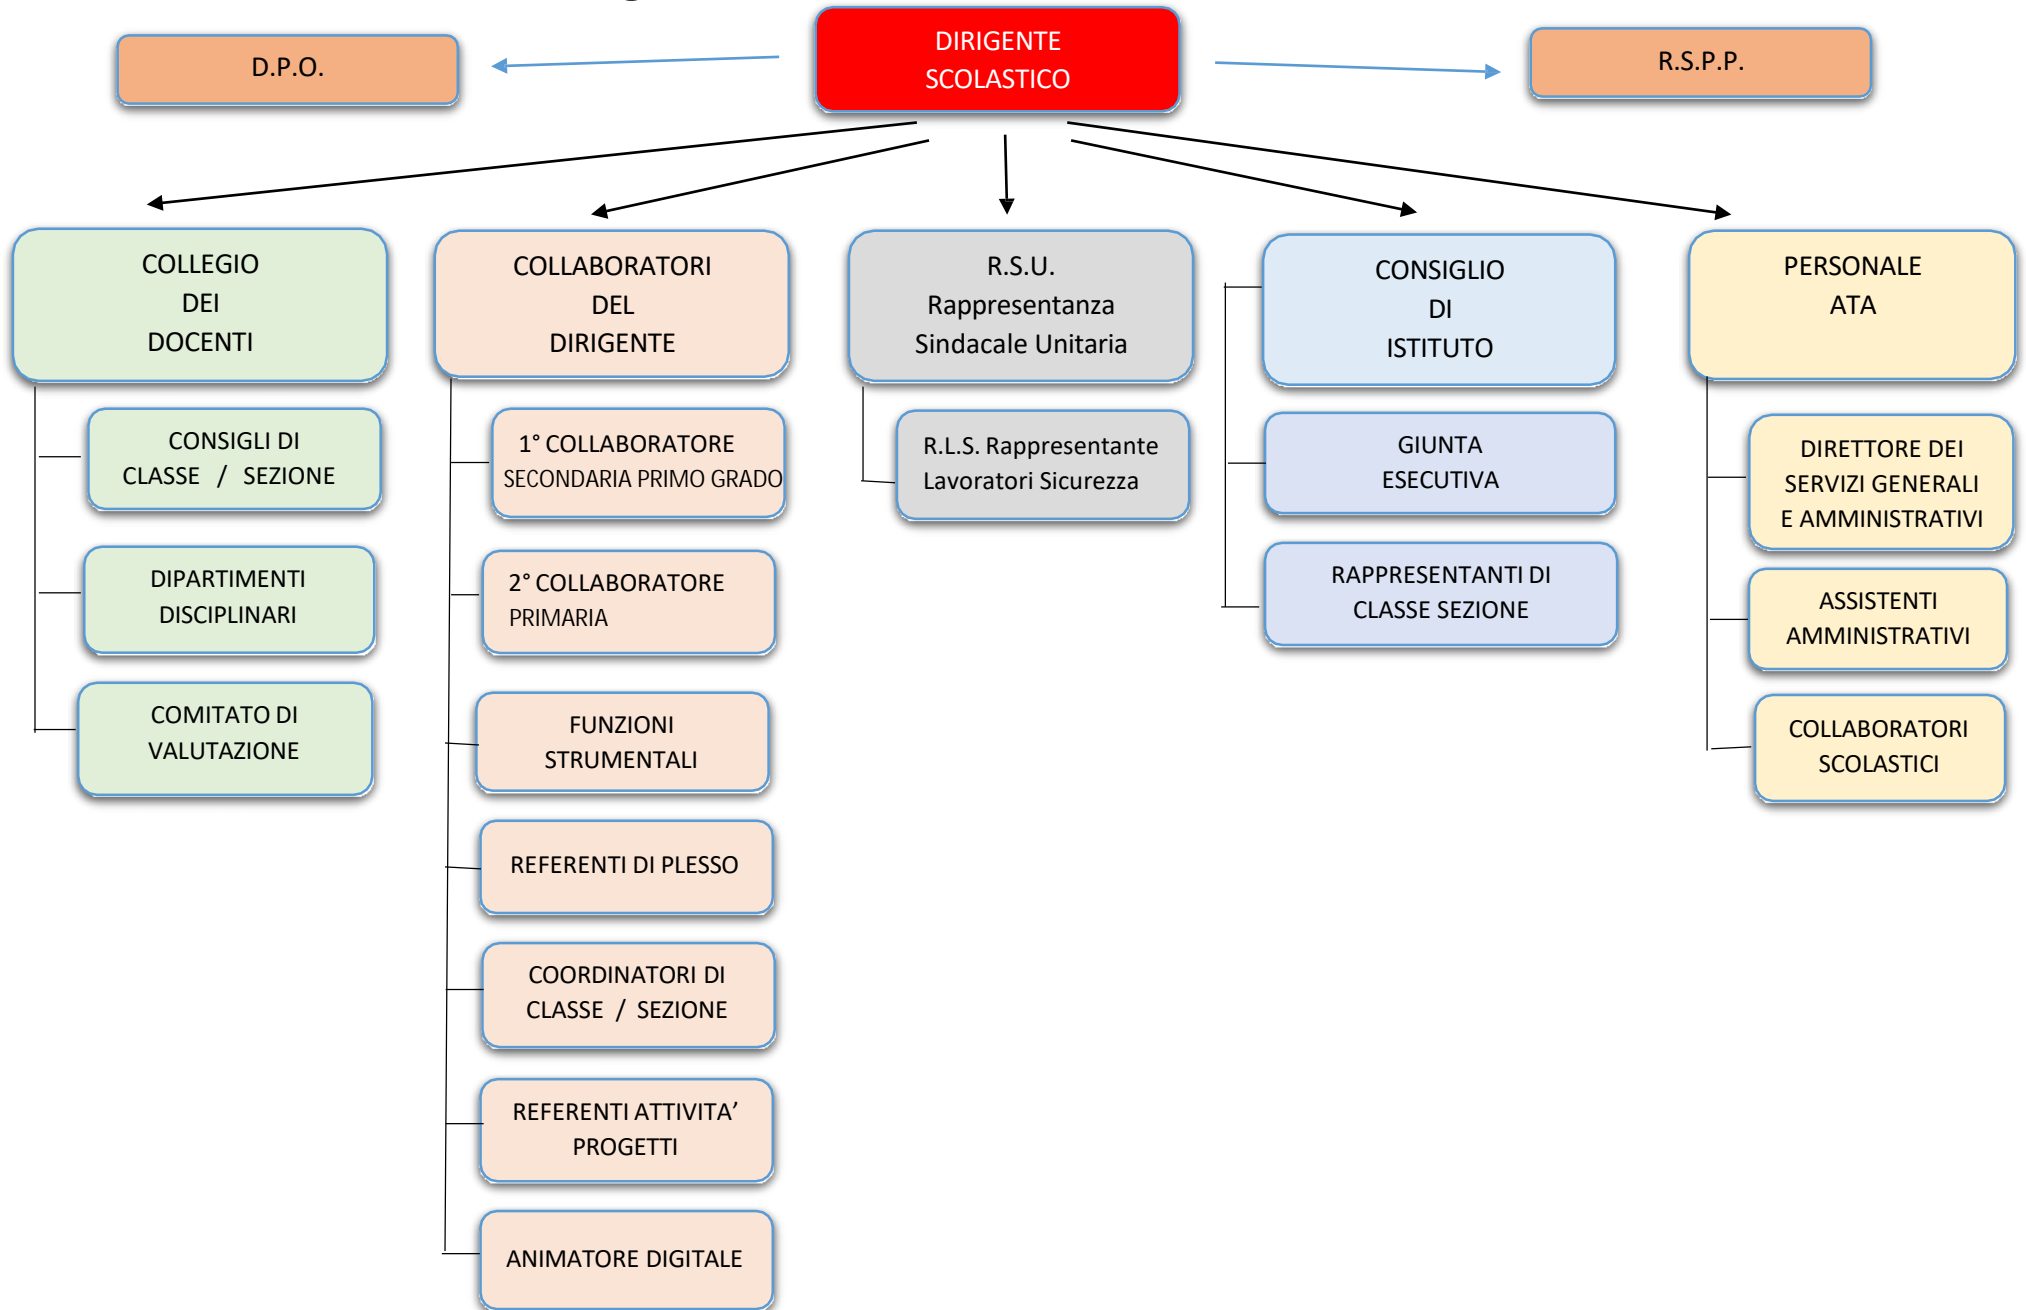 D.P.O.
DIRIGENTE
SCOLASTICO
R.S.P.P.
COLLEGIO
DEI
DOCENTI
CONSIGLI DI
CLASSE / SEZIONE
DIPARTIMENTI
DISCIPLINARI
COMITATO DI
VALUTAZIONE
COLLABORATORI
DEL
DIRIGENTE
1° COLLABORATORE
SECONDARIA PRIMO GRADO
2° COLLABORATORE
PRIMARIA
FUNZIONI
STRUMENTALI
REFERENTI DI PLESSO
COORDINATORI DI
CLASSE / SEZIONE
REFERENTI ATTIVITA’
PROGETTI
ANIMATORE DIGITALE
R.S.U.
Rappresentanza
Sindacale Unitaria
R.L.S. Rappresentante
Lavoratori Sicurezza
CONSIGLIO
DI
ISTITUTO
GIUNTA
ESECUTIVA
RAPPRESENTANTI DI
CLASSE SEZIONE
PERSONALE
ATA
DIRETTORE DEI
SERVIZI GENERALI
E AMMINISTRATIVI
ASSISTENTI
AMMINISTRATIVI
COLLABORATORI
SCOLASTICI